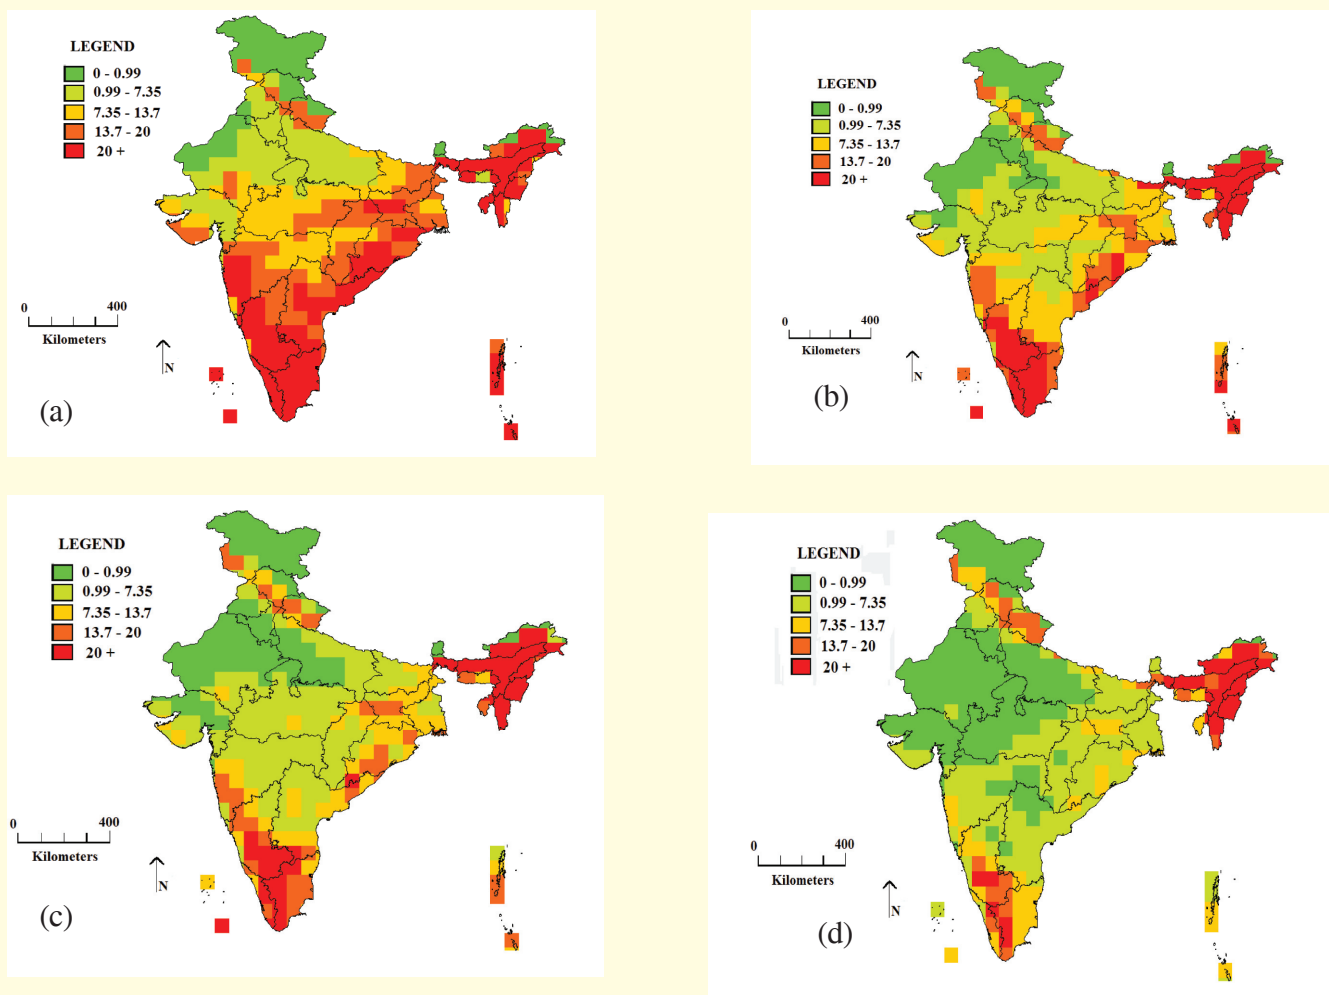 LEGEND
0 - 0.99
0.99 - 7.35
7.35 - 13.7
13.7 - 20
20 +
0 400
Kilometers
N
(a)
LEGEND
0 - 0.99
0.99 - 7.35
7.35 - 13.7
13.7 - 20
20 +
0 400
Kilometers
N
(b)
LEGEND
0 - 0.99
0.99 - 7.35
7.35 - 13.7
13.7 - 20
20 +
0 400
Kilometers
N
(c)
LEGEND
0 - 0.99
0.99 - 7.35
7.35 - 13.7
13.7 - 20
20 +
0 400
Kilometers
N
(d)